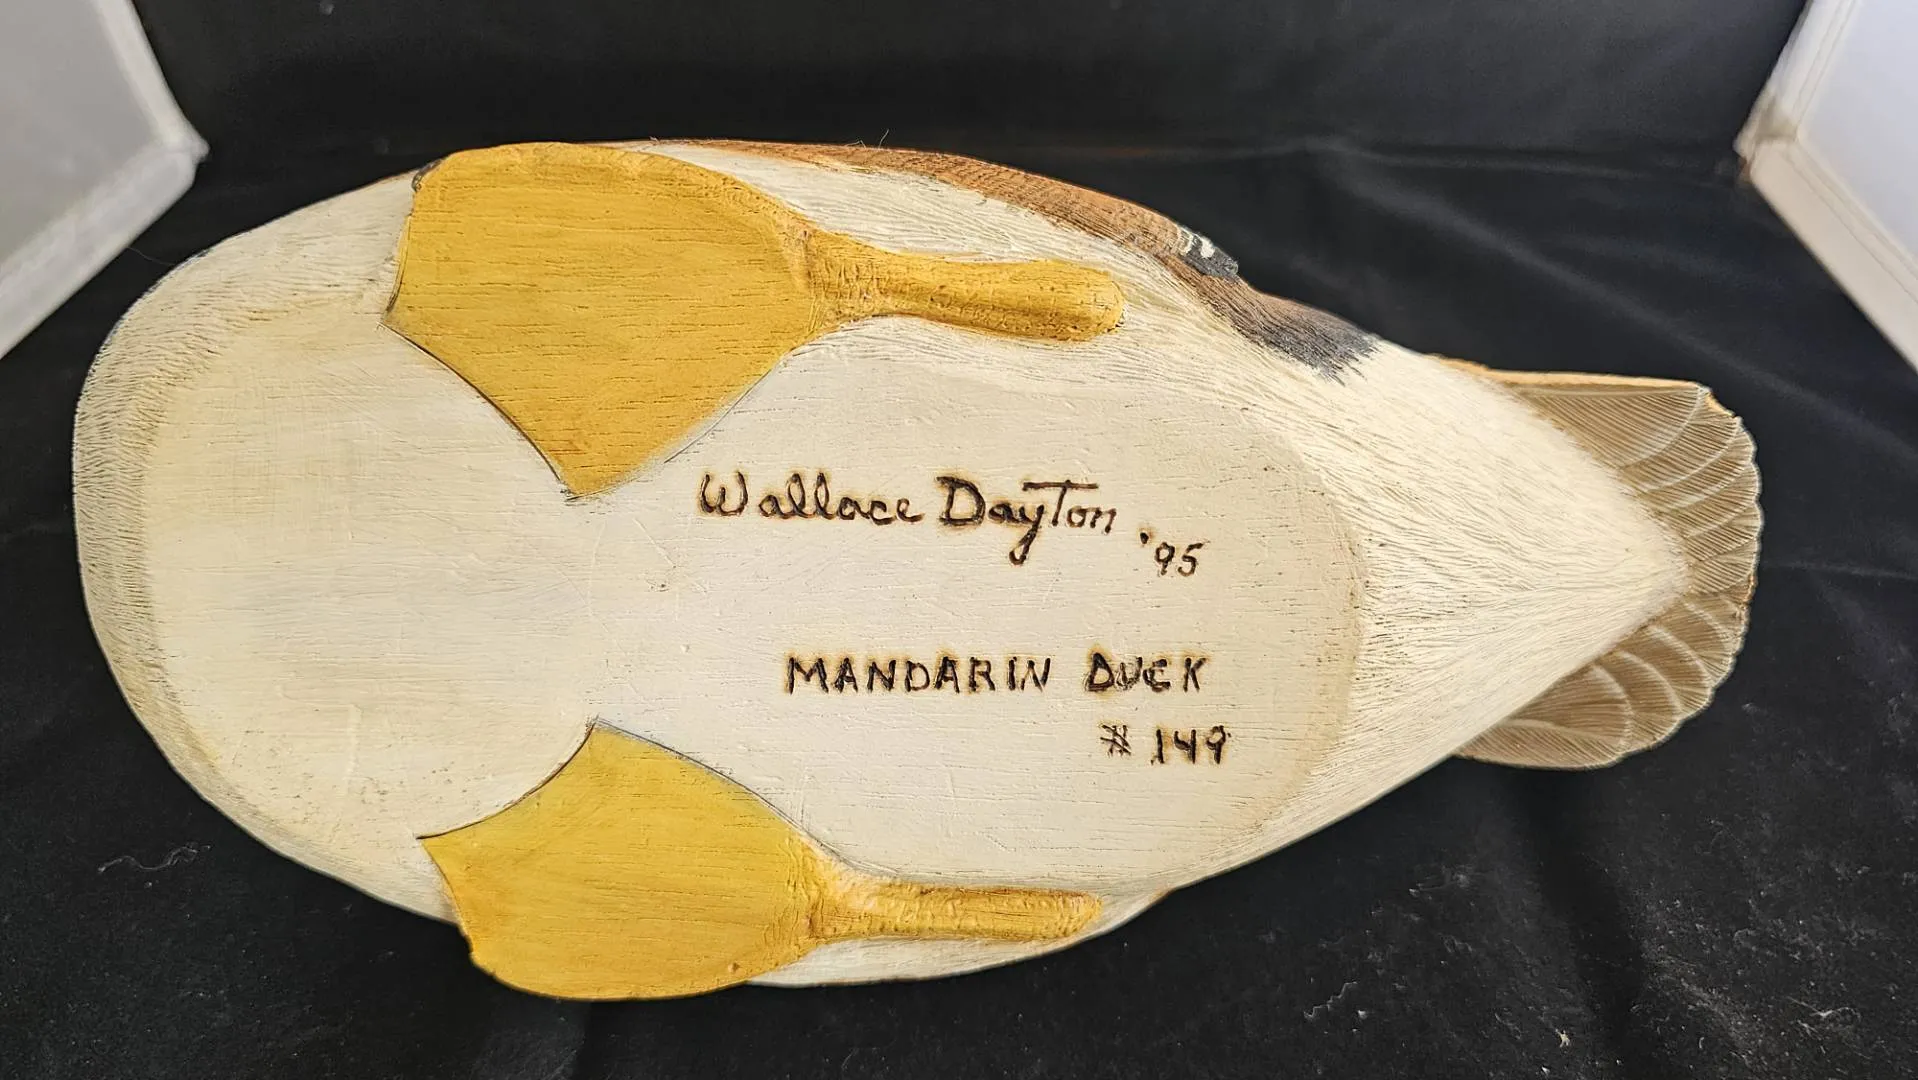 Wallace Dayton '95
MANDARIN DUCK
# 149